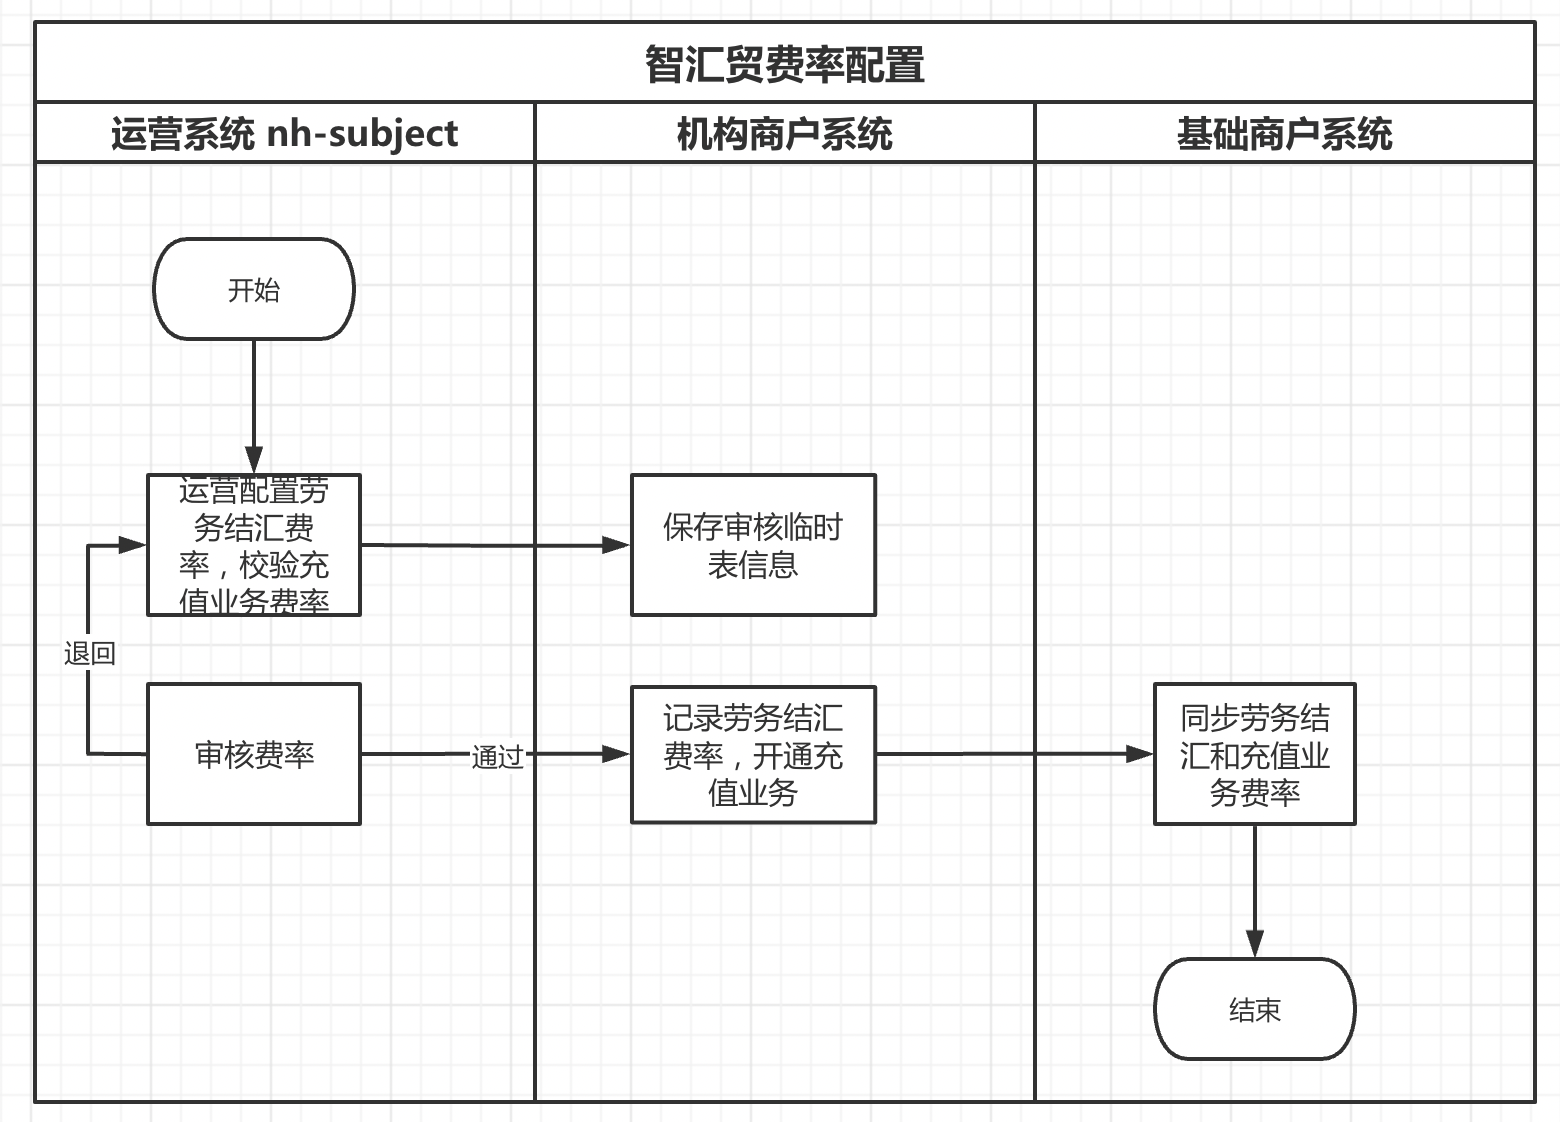 智汇贸费率配置
运营系统 nh-subject
机构商户系统
基础商户系统
开始
运营配置劳
务结汇费
率，校验充
值业务费率
保存审核临时
表信息
退回
审核费率
通过
记录劳务结汇
费率，开通充
值业务
同步劳务结
汇和充值业
务费率
结束